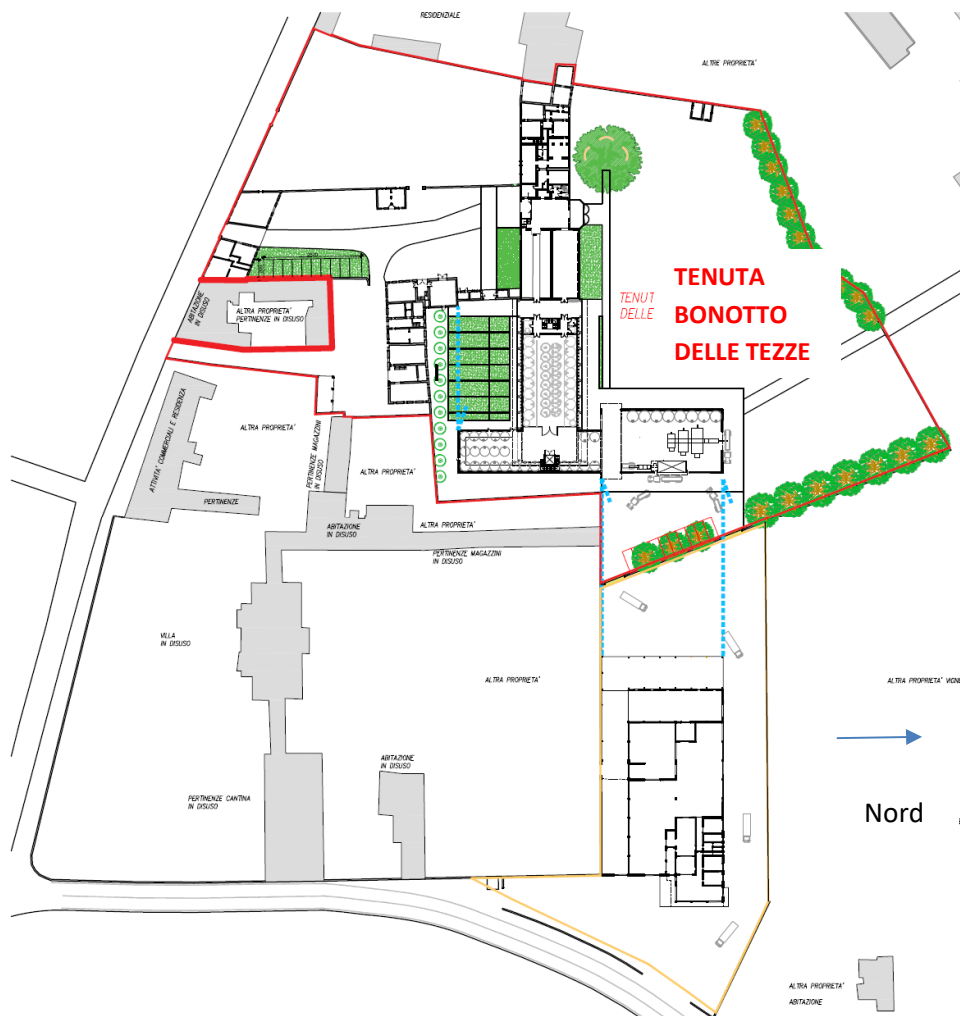 RESIDENZIALE
ALTRE PROPRIETA'
ABITAZIONE
IN DISUSO
ALTRA PROPRIETA'
PERTINENZE IN DISUSO
TENUT
DELLE
TENUTA
BONOTTO
DELLE TEZZE
ATTIVITA' COMMERCIALI E RESIDENZA
ALTRA PROPRIETA'
PERTINENZE MAGAZZINI
IN DISUSO
ALTRA PROPRIETA'
PERTINENZE
ABITAZIONE
IN DISUSO
ALTRA PROPRIETA'
PERTINENZE MAGAZZINI
IN DISUSO
VILLA
IN DISUSO
ALTRA PROPRIETA'
ALTRA PROPRIETA' VIGNE
ABITAZIONE
IN DISUSO
PERTINENZE CANTINA
IN DISUSO
Nord
ALTRA PROPRIETA'
ABITAZIONE